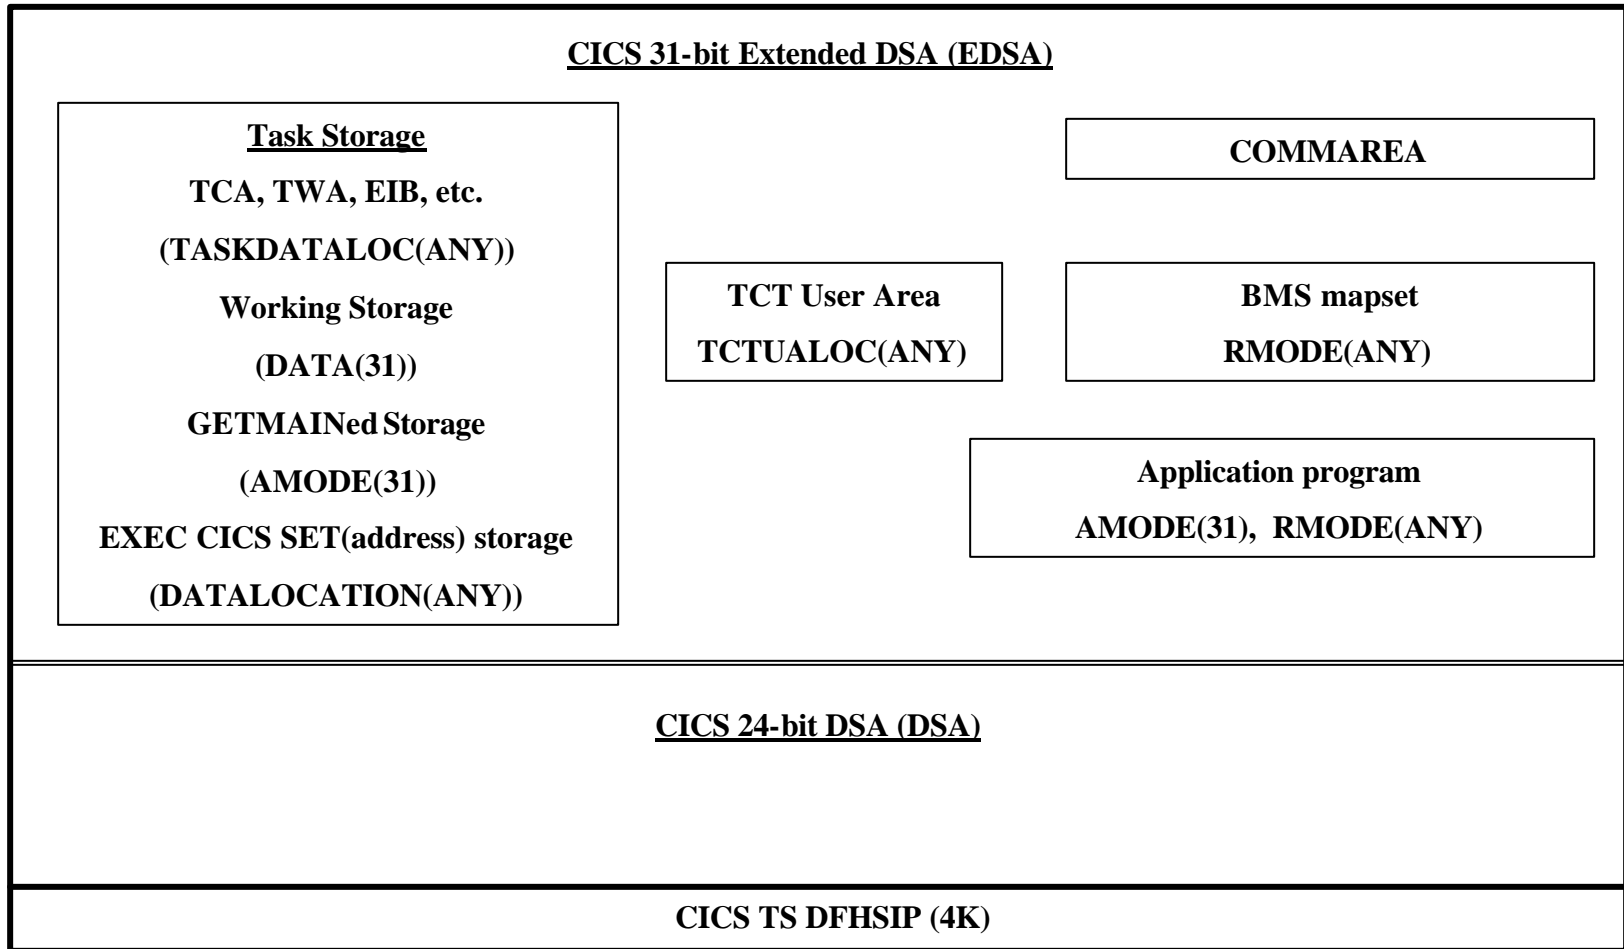 CICS 31-bit Extended DSA (EDSA)
Task Storage
TCA, TWA, EIB, etc.
(TASKDATALOC(ANY))
Working Storage
(DATA(31))
GETMAINed Storage
(AMODE(31))
EXEC CICS SET(address) storage
(DATALOCATION(ANY))
TCT User Area
TCTUALOC(ANY)
COMMAREA
BMS mapset
RMODE(ANY)
Application program
AMODE(31), RMODE(ANY)
CICS 24-bit DSA (DSA)
CICS TS DFHSIP (4K)